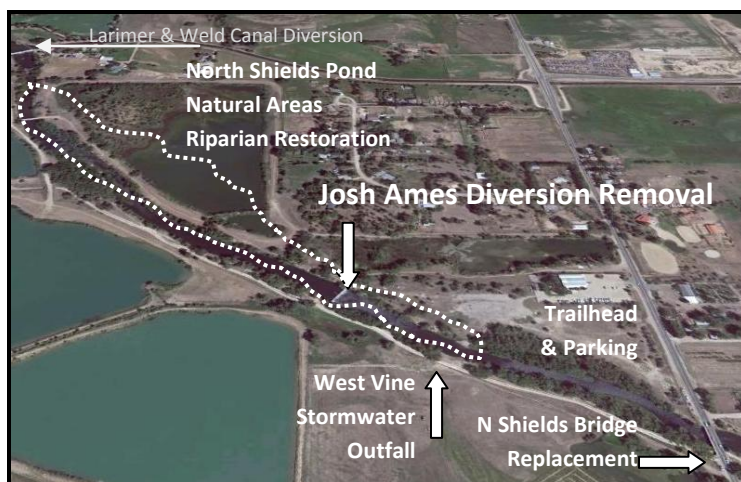 Larimer & Weld Canal Diversion
North Shields Pond
Natural Areas
Riparian Restoration
Josh Ames Diversion Removal
Trailhead
& Parking
West Vine
Stormwater
Outfall
N Shields Bridge
Replacement